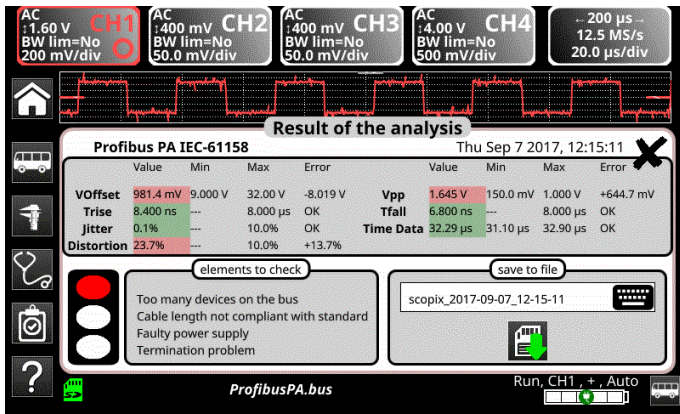 AC CH1
↕1.60 V
BW lim=No
200 mV/div
AC CH2
↕400 mV
BW lim=No
50.0 mV/div
AC CH3
↕400 mV
BW lim=No
50.0 mV/div
AC CH4
↕4.00 V
BW lim=No
500 mV/div
←200 µs→
12.5 MS/s
20.0 µs/div
Result of the analysis
Profibus PA IEC-61158 Thu Sep 7 2017, 12:15:11
Value Min Max Error Value Min Max Error
VOffset 981.4 mV 9.000 V 32.00 V -8.019 V Vpp 1.645 V 150.0 mV 1.000 V +644.7 mV
Trise 8.400 ns --- 8.000 µs OK Tfall 6.800 ns --- 8.000 µs OK
Jitter 0.1% --- 10.0% OK Time Data 32.29 µs 31.10 µs 32.90 µs OK
Distortion 23.7% --- 10.0% +13.7%
elements to check
Too many devices on the bus
Cable length not compliant with standard
Faulty power supply
Termination problem
save to file
scopix_2017-09-07_12-15-11
?
ProfibusPA.bus
Run, CH1 , + , Auto